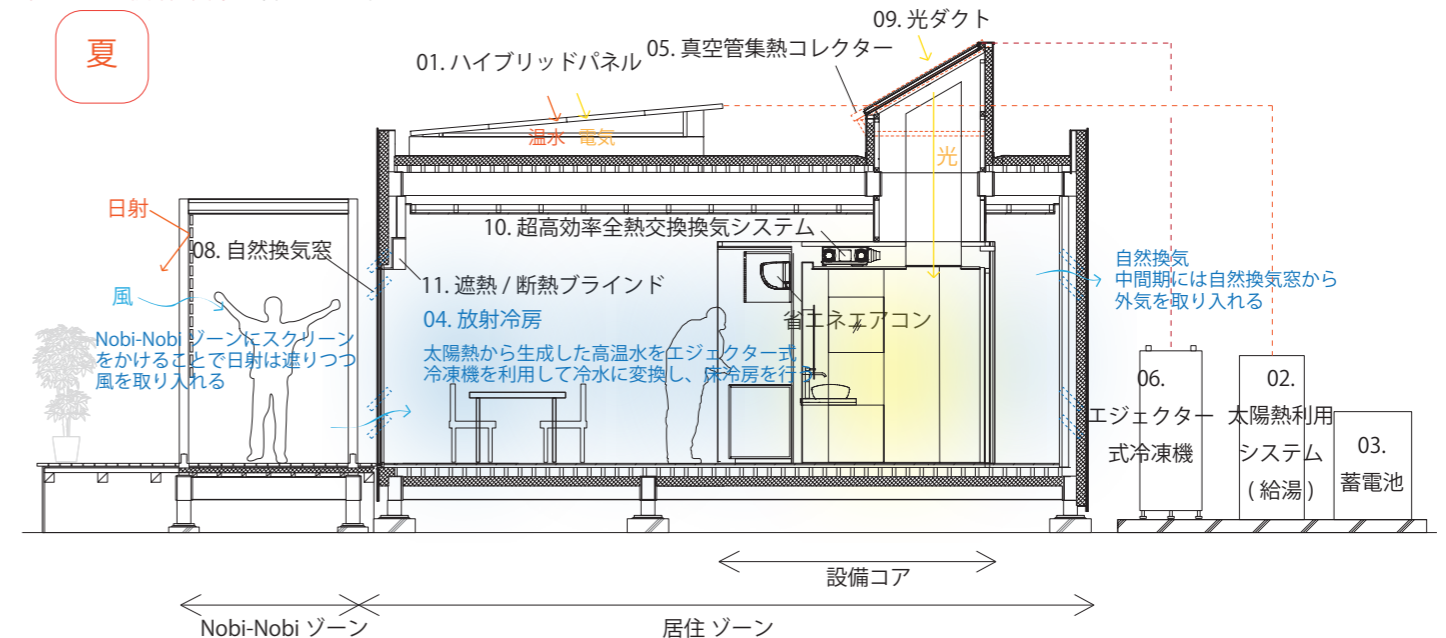 夏
09. 光ダクト
05. 真空管集熱コレクター
01. ハイブリッドパネル
温水 電気
光
日射
08. 自然換気窓
10. 超高効率全熱交換換気システム
11. 遮熱 / 断熱ブラインド
風
Nobi-Nobi ゾーンにスクリーン
をかけることで日射は遮りつつ
風を取り入れる
04. 放射冷房
太陽熱から生成した高温水をエジェクター式
冷凍機を利用して冷水に変換し、床冷房を行う
省エネエアコン
自然換気
中間期には自然換気窓から
外気を取り入れる
06.
エジェクター
式冷凍機
02.
太陽熱利用
システム
( 給湯 )
03.
蓄電池
設備コア
Nobi-Nobi ゾーン
居住 ゾーン